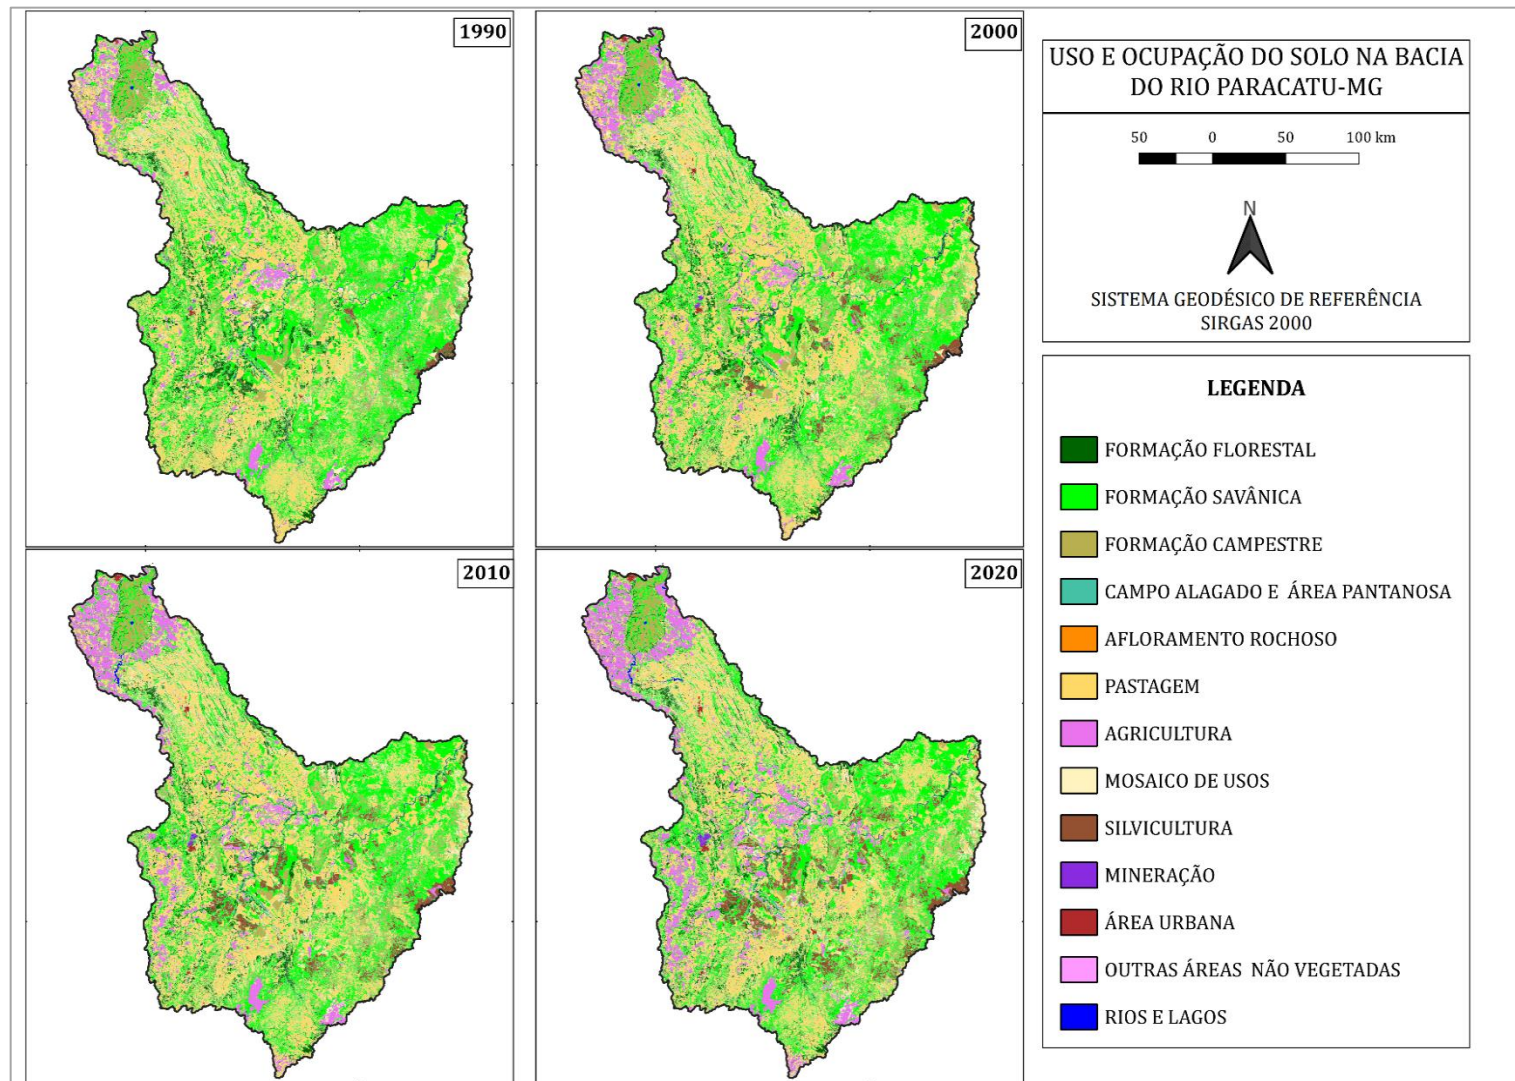 1990
2000
2010
2020
USO E OCUPAÇÃO DO SOLO NA BACIA
DO RIO PARACATU-MG
50 0 50 100 km
N
SISTEMA GEODÉSICO DE REFERÊNCIA
SIRGAS 2000
LEGENDA
FORMAÇÃO FLORESTAL
FORMAÇÃO SAVÂNICA
FORMAÇÃO CAMPESTRE
CAMPO ALAGADO E ÁREA PANTANOSA
AFLORAMENTO ROCHOSO
PASTAGEM
AGRICULTURA
MOSAICO DE USOS
SILVICULTURA
MINERAÇÃO
ÁREA URBANA
OUTRAS ÁREAS NÃO VEGETADAS
RIOS E LAGOS